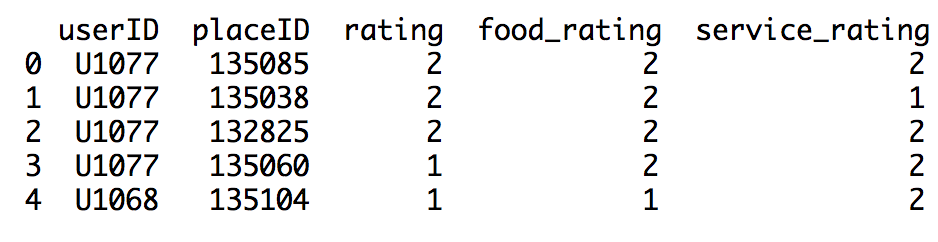 userID placeID rating food_rating service_rating
0 U1077 135085 2 2 2
1 U1077 135038 2 2 1
2 U1077 132825 2 2 2
3 U1077 135060 1 2 2
4 U1068 135104 1 1 2